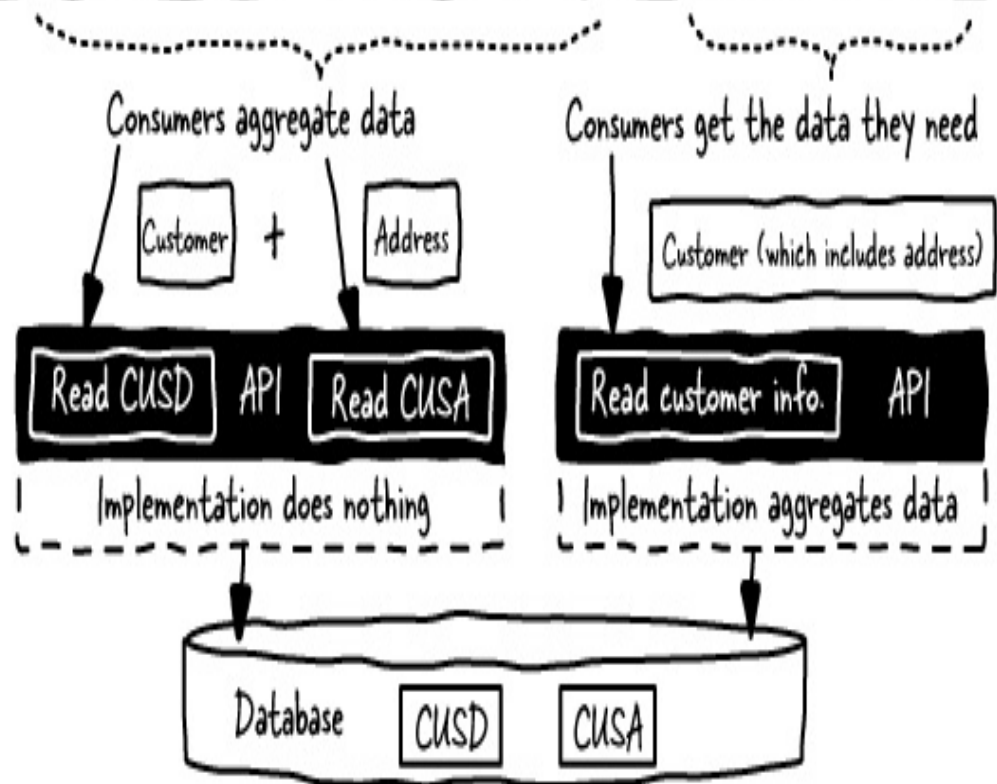 Consumers aggregate data
Customer + Address
Read CUSD API Read CUSA
Implementation does nothing
Consumers get the data they need
Customer (which includes address)
Read customer info. API
Implementation aggregates data
Database CUSD CUSA